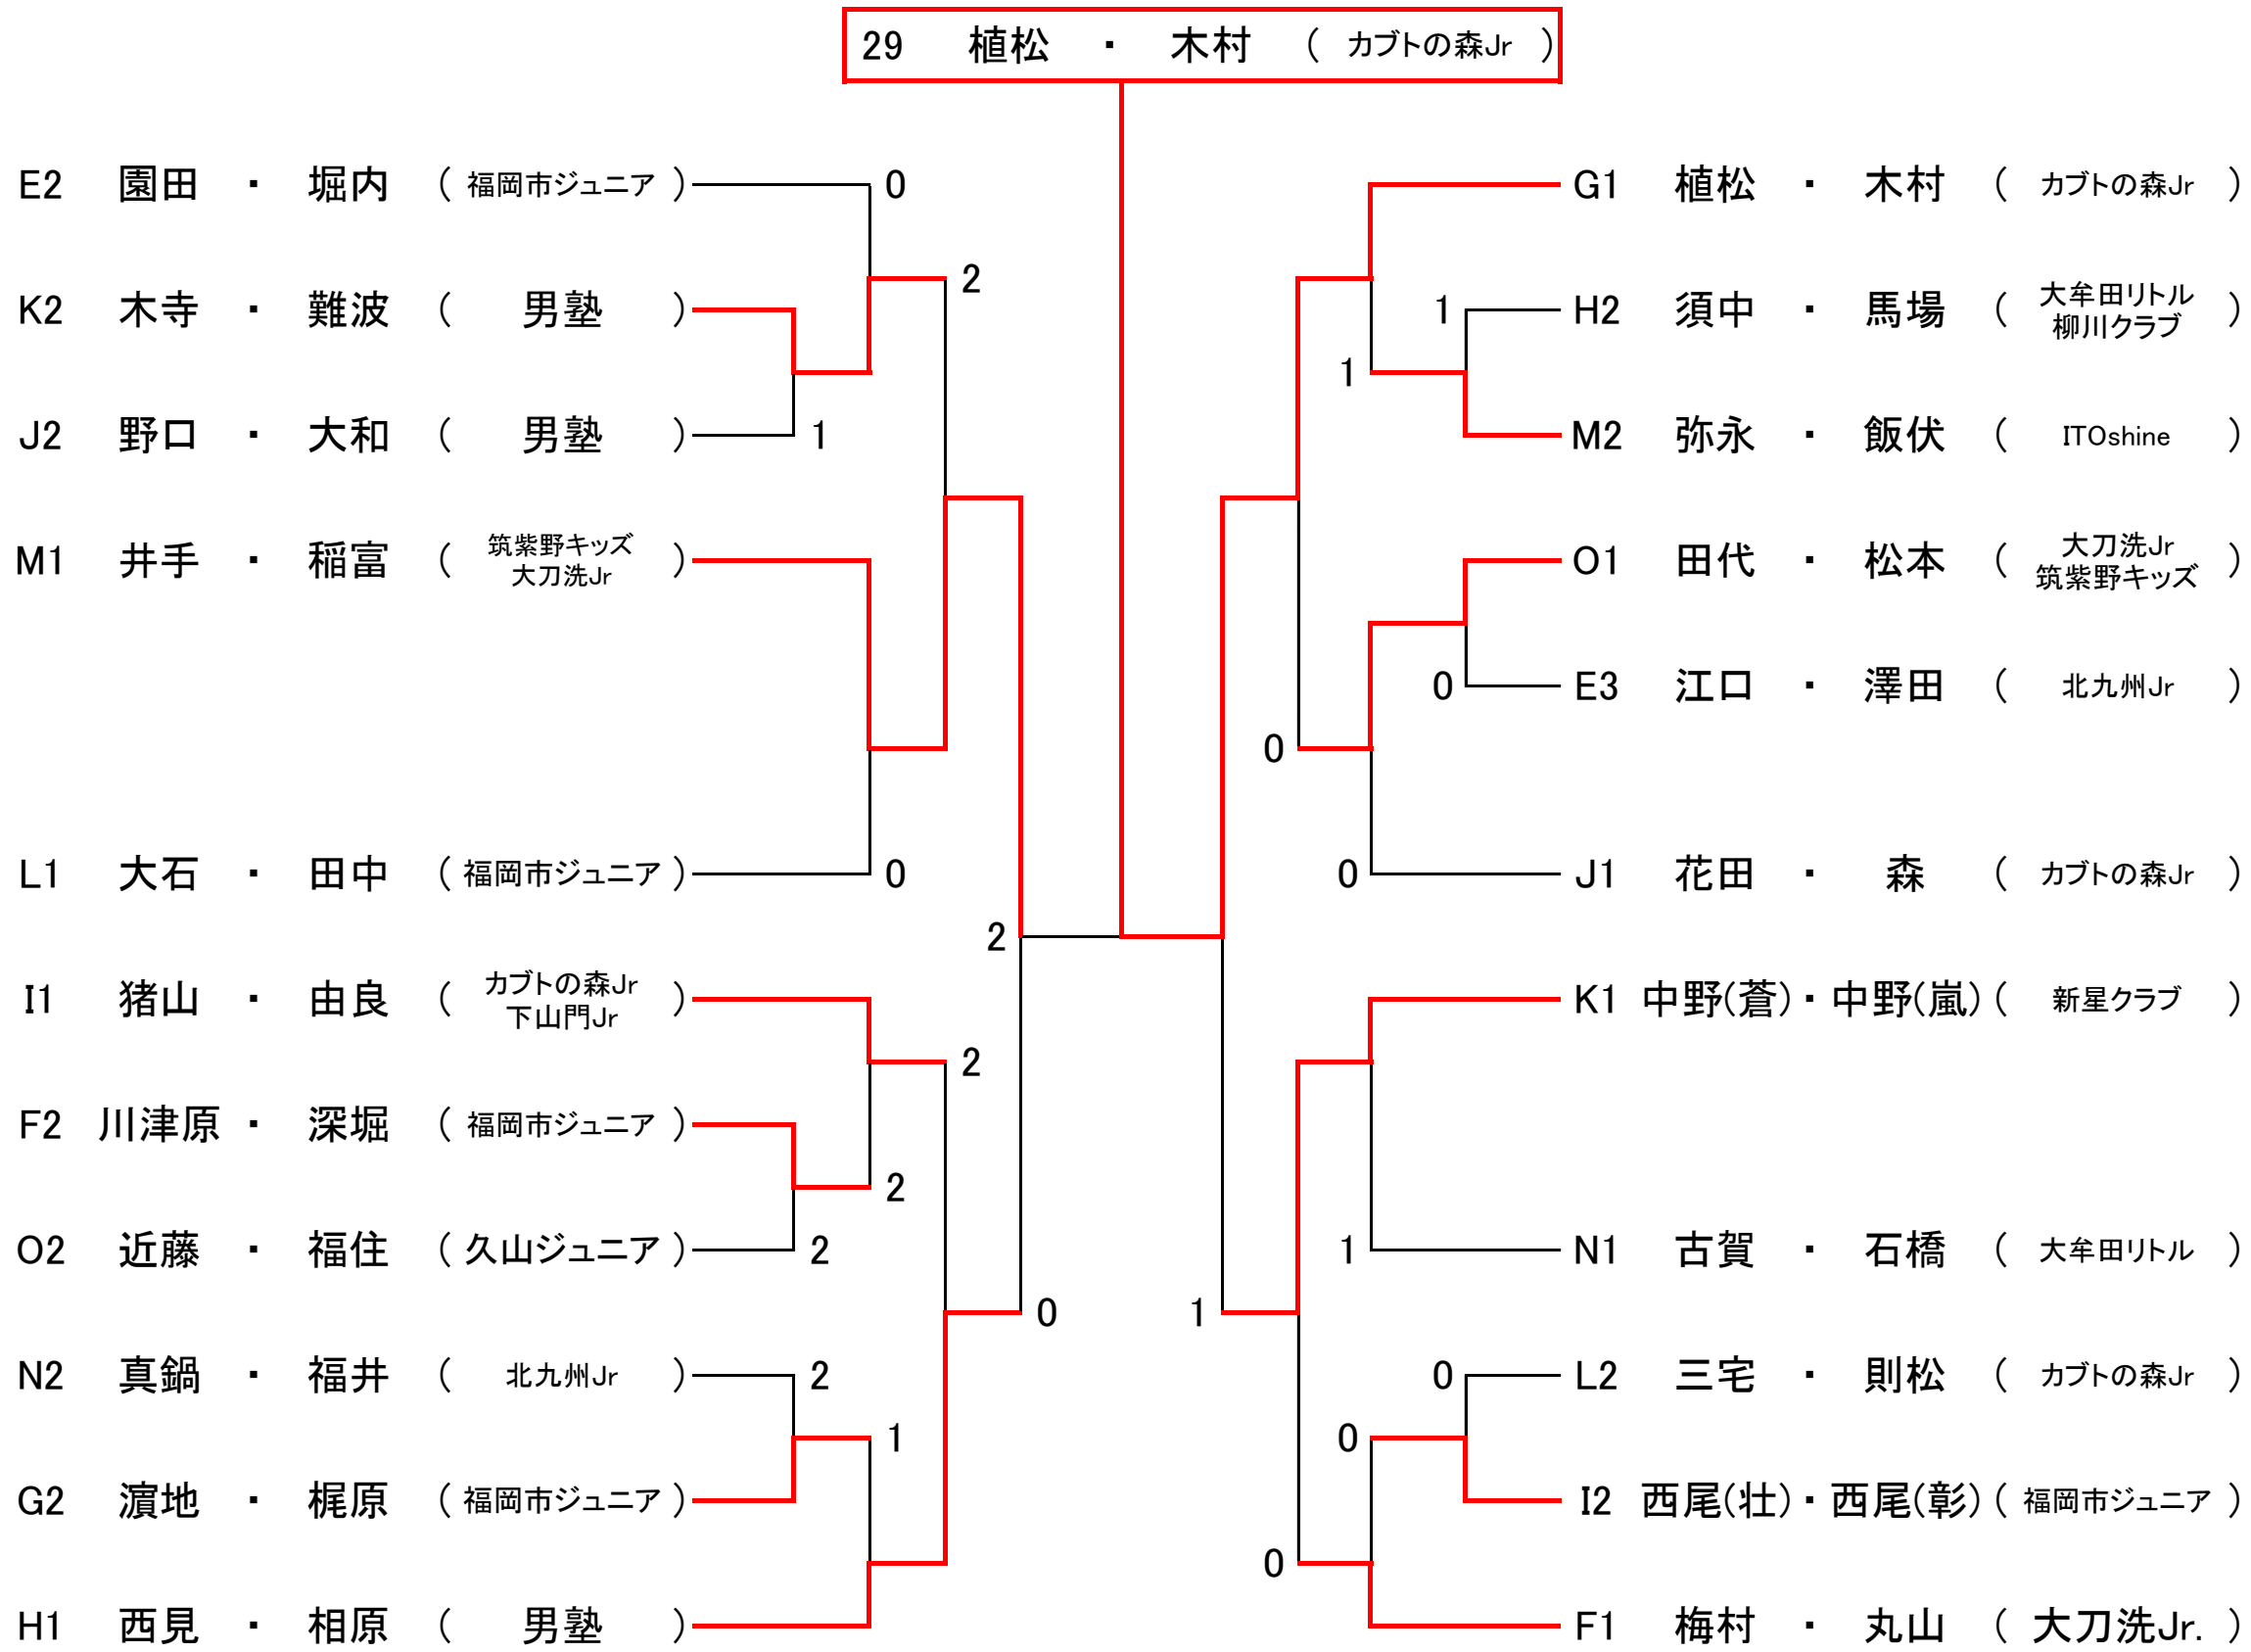 29 植松 ・ 木村 ( カブトの森Jr )
E2 園田 ・ 堀内 ( 福岡市ジュニア )
0
2
K2 木寺 ・ 難波 ( 男塾 )
J2 野口 ・ 大和 ( 男塾 )
1
M1 井手 ・ 稲富 ( 筑紫野キッズ
大刀洗Jr )
L1 大石 ・ 田中 ( 福岡市ジュニア )
0
2
I1 猪山 ・ 由良 ( カブトの森Jr
下山門Jr )
2
F2 川津原 ・ 深堀 ( 福岡市ジュニア )
2
O2 近藤 ・ 福住 ( 久山ジュニア )
2
0
N2 真鍋 ・ 福井 ( 北九州Jr )
2
1
G2 濵地 ・ 梶原 ( 福岡市ジュニア )
H1 西見 ・ 相原 ( 男塾 )
G1 植松 ・ 木村 ( カブトの森Jr )
1
H2 須中 ・ 馬場 ( 大牟田リトル
柳川クラブ )
1
M2 弥永 ・ 飯伏 ( ITOshine )
O1 田代 ・ 松本 ( 大刀洗Jr
筑紫野キッズ )
0
E3 江口 ・ 澤田 ( 北九州Jr )
0
0
J1 花田 ・ 森 ( カブトの森Jr )
K1 中野(蒼) ・ 中野(嵐) ( 新星クラブ )
1
N1 古賀 ・ 石橋 ( 大牟田リトル )
1
0
L2 三宅 ・ 則松 ( カブトの森Jr )
0
I2 西尾(壮) ・ 西尾(彰) ( 福岡市ジュニア )
0
F1 梅村 ・ 丸山 ( 大刀洗Jr. )